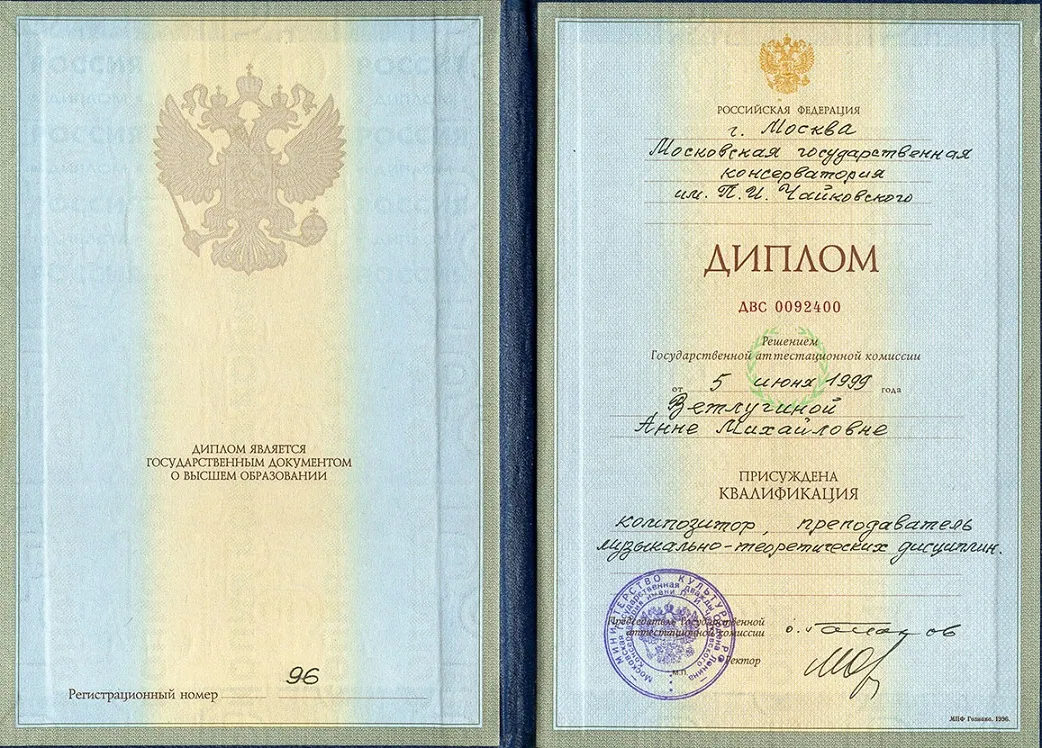 ДИПЛОМ ЯВЛЯЕТСЯ
ГОСУДАРСТВЕННЫМ ДОКУМЕНТОМ
О ВЫСШЕМ ОБРАЗОВАНИИ
Регистрационный номер 96
РОССИЙСКАЯ ФЕДЕРАЦИЯ
г. Москва
Московская государственная
консерватория
им. П.И. Чайковского
ДИПЛОМ
ДВС 0092400
Решением
Государственной аттестационной комиссии
от 5 июня 1999 года
Ветлугиной
Анне Михайловне
ПРИСУЖДЕНА
КВАЛИФИКАЦИЯ
композитор, преподаватель
музыкально-теоретических дисциплин.
МИНИСТЕРСТВО КУЛЬТУРЫ
Председатель Государственной
аттестационной комиссии
Ректор
М.П.
МПФ Гознака. 1996.